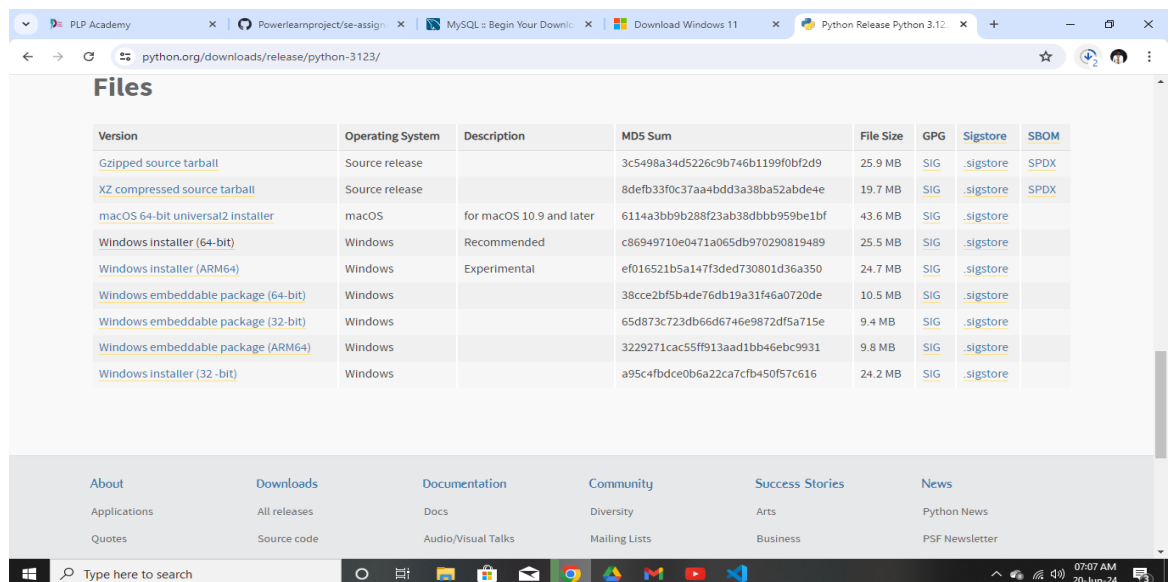 PLP Academy
Powerlearnproject/se-assign
MySQL :: Begin Your Downlo
Download Windows 11
Python Release Python 3.12.
python.org/downloads/release/python-3123/
2
Files
Version Operating System Description MD5 Sum File Size GPG Sigstore SBOM
Gzipped source tarball Source release 3c5498a34d5226c9b746b1199f0bf2d9 25.9 MB SIG .sigstore SPDX
XZ compressed source tarball Source release 8defb33f0c37aa4bdd3a38ba52abde4e 19.7 MB SIG .sigstore SPDX
macOS 64-bit universal2 installer macOS for macOS 10.9 and later 6114a3bb9b288f23ab38dbbb959be1bf 43.6 MB SIG .sigstore
Windows installer (64-bit) Windows Recommended c86949710e0471a065db970290819489 25.5 MB SIG .sigstore
Windows installer (ARM64) Windows Experimental ef016521b5a147f3ded730801d36a350 24.7 MB SIG .sigstore
Windows embeddable package (64-bit) Windows 38cce2bf5b4de76db19a31f46a0720de 10.5 MB SIG .sigstore
Windows embeddable package (32-bit) Windows 65d873c723db66d6746e9872df5a715e 9.4 MB SIG .sigstore
Windows embeddable package (ARM64) Windows 3229271cac55ff913aad1bb46ebc9931 9.8 MB SIG .sigstore
Windows installer (32 -bit) Windows a95c4fbdce0b6a22ca7cfb450f57c616 24.2 MB SIG .sigstore
About Downloads Documentation Community Success Stories News
Applications All releases Docs Diversity Arts Python News
Quotes Source code Audio/Visual Talks Mailing Lists Business PSF Newsletter
Type here to search
07:07 AM
20-Jun-24
3